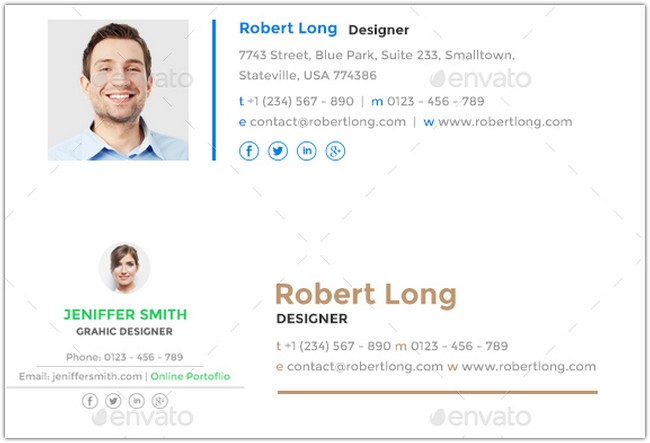 Robert Long Designer
7743 Street, Blue Park, Suite 233, Smalltown,
Stateville, USA 774386
t +1 (234) 567 - 890 | m 0123 - 456 - 789
e contact@robertlong.com | w www.robertlong.com
f in g+
envato
envato
JENIFFER SMITH
GRAHIC DESIGNER
Phone: 0123 - 456 - 789
Email: jeniffersmith.com | Online Portoflio
f in g+
Robert Long
DESIGNER
t +1 (234) 567 - 890 m 0123 - 456 - 789
e contact@robertlong.com w www.robertlong.com
envato
envato